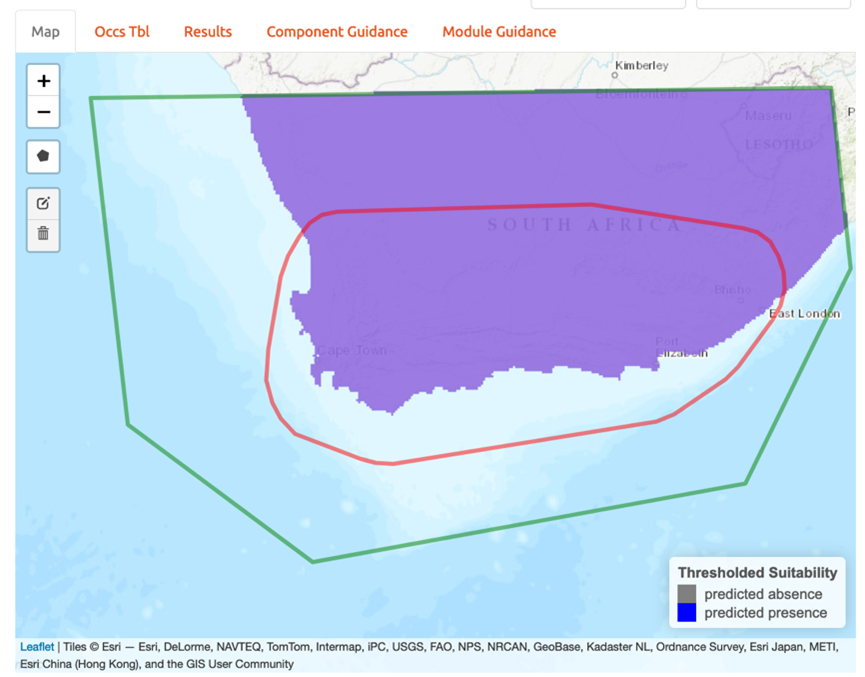 Map Occs Tbl Results Component Guidance Module Guidance
+
Kimberley
−
Bloemfontein
Maseru
P
LESOTHO
SOUTH AFRICA
Bhisho
East London
Port
Elizabeth
Cape Town
Thresholded Suitability
predicted absence
predicted presence
Leaflet | Tiles © Esri — Esri, DeLorme, NAVTEQ, TomTom, Intermap, iPC, USGS, FAO, NPS, NRCAN, GeoBase, Kadaster NL, Ordnance Survey, Esri Japan, METI,
Esri China (Hong Kong), and the GIS User Community